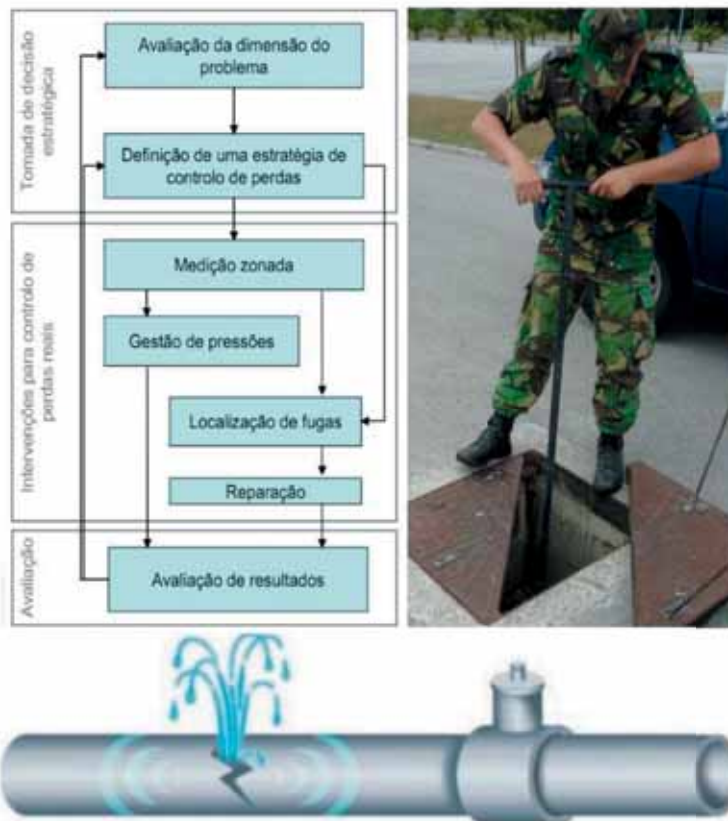 Tomada de decisão
estratégica
Avaliação da dimensão do
problema
Definição de uma estratégia de
controlo de perdas
Intervenções para controlo de
perdas reais
Medição zonada
Gestão de pressões
Localização de fugas
Reparação
Avaliação
Avaliação de resultados